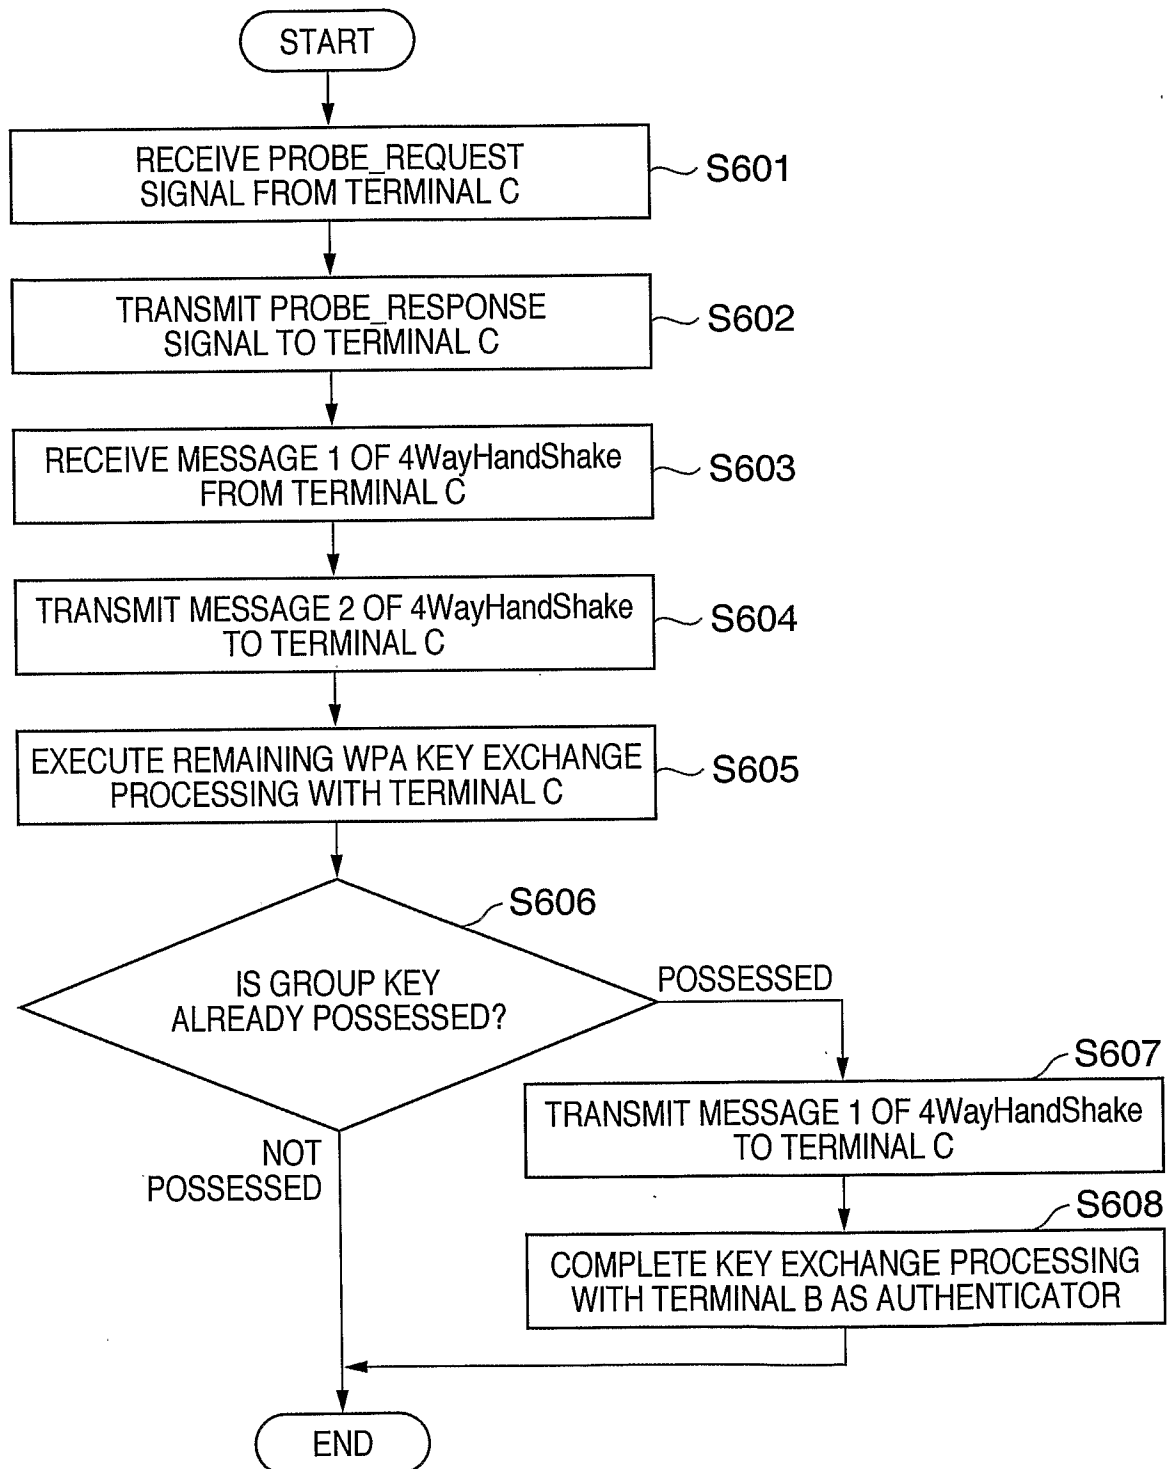 START
RECEIVE PROBE_REQUEST
SIGNAL FROM TERMINAL C
S601
TRANSMIT PROBE_RESPONSE
SIGNAL TO TERMINAL C
S602
RECEIVE MESSAGE 1 OF 4WayHandShake
FROM TERMINAL C
S603
TRANSMIT MESSAGE 2 OF 4WayHandShake
TO TERMINAL C
S604
EXECUTE REMAINING WPA KEY EXCHANGE
PROCESSING WITH TERMINAL C
S605
S606
IS GROUP KEY
ALREADY POSSESSED?
POSSESSED
S607
TRANSMIT MESSAGE 1 OF 4WayHandShake
TO TERMINAL C
NOT
POSSESSED
S608
COMPLETE KEY EXCHANGE PROCESSING
WITH TERMINAL B AS AUTHENTICATOR
END